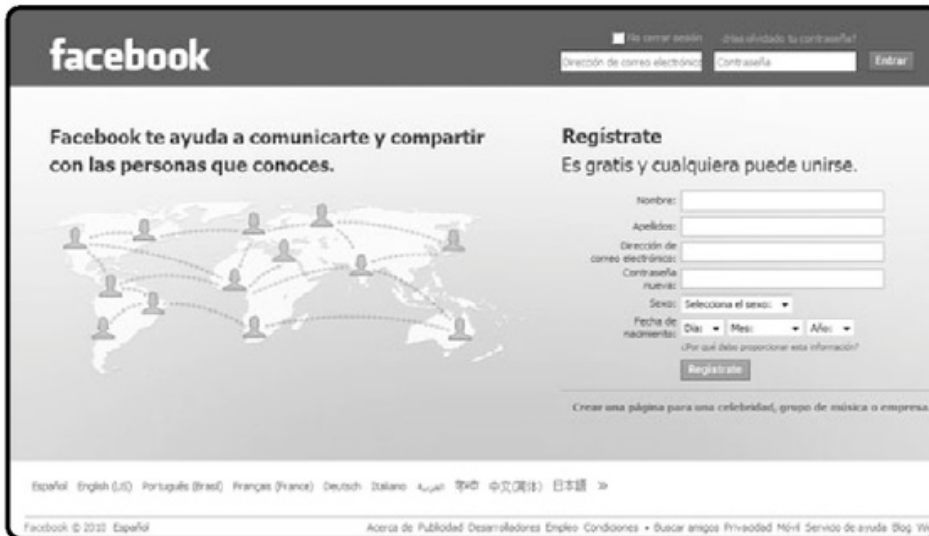 facebook
No cerrar sesión ¿Has olvidado tu contraseña?
Dirección de correo electrónico Contraseña Entrar
Facebook te ayuda a comunicarte y compartir
con las personas que conoces.
Regístrate
Es gratis y cualquiera puede unirse.
Nombre:
Apellidos:
Dirección de
correo electrónico:
Contraseña
nueva:
Sexo: Selecciona el sexo:
Fecha de
nacimiento: Día: Mes: Año:
¿Por qué debo proporcionar esta información?
Regístrate
Crear una página para una celebridad, grupo de música o empresa.
Español English (US) Português (Brasil) Français (France) Deutsch Italiano العربية हिन्दी 中文(简体) 日本語 »
Facebook © 2010 Español
Acerca de Publicidad Desarrolladores Empleo Condiciones • Buscar amigos Privacidad Móvil Servicio de ayuda Blog